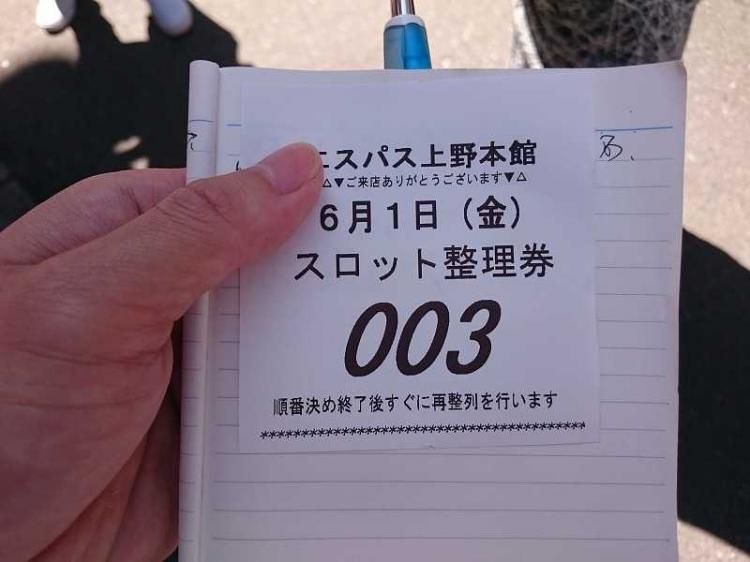 エスパス上野本館
△▼ご来店ありがとうございます▼△
6月1日（金）
スロット整理券
003
順番決め終了後すぐに再整列を行います
**********************************